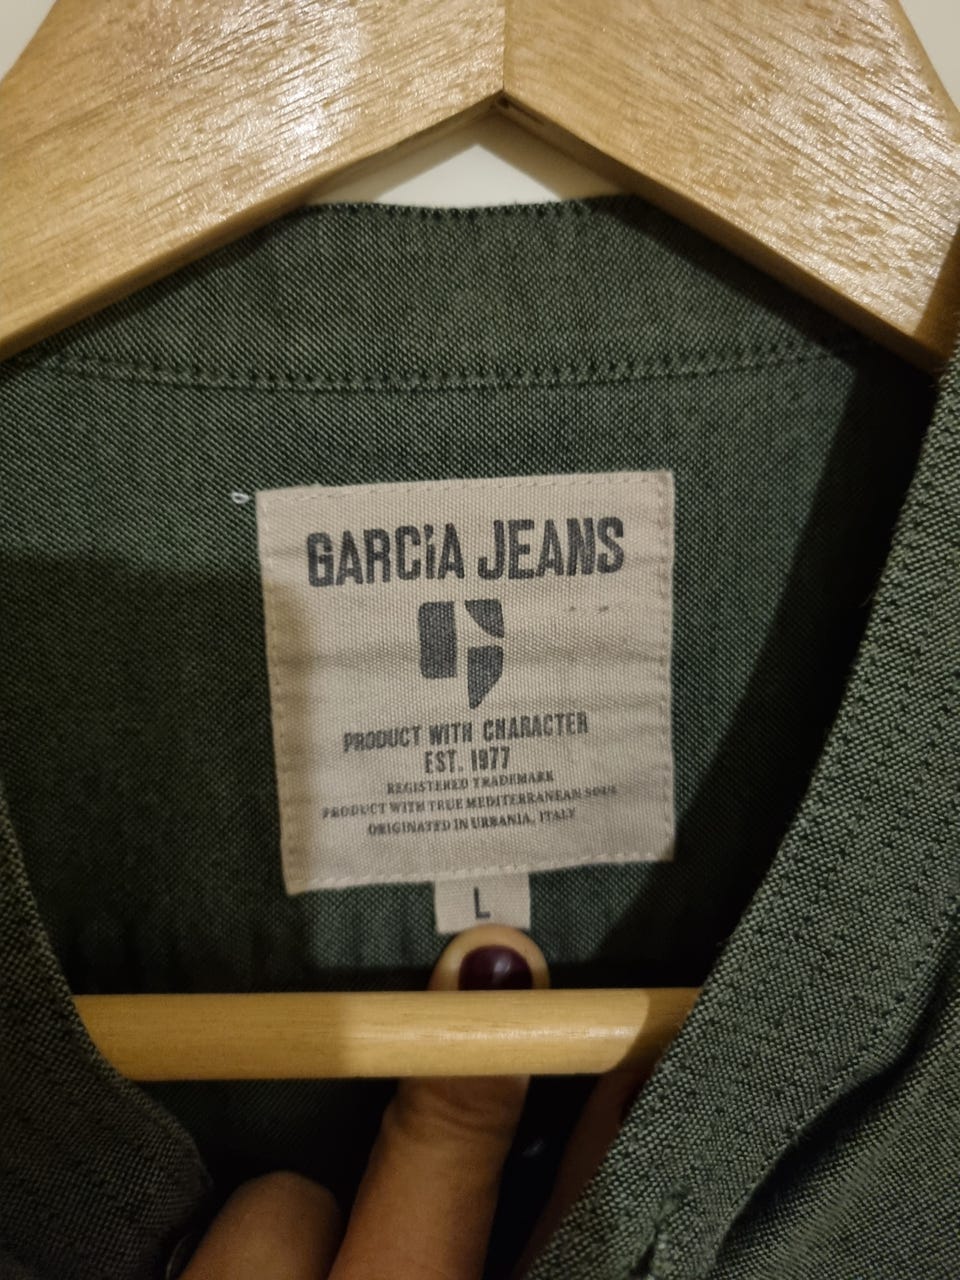 GARCiA JEANS
PRODUCT WITH CHARACTER
EST. 1977
REGISTERED TRADEMARK
PRODUCT WITH TRUE MEDITERRANEAN SOUL
ORIGINATED IN URBANIA, ITALY
L